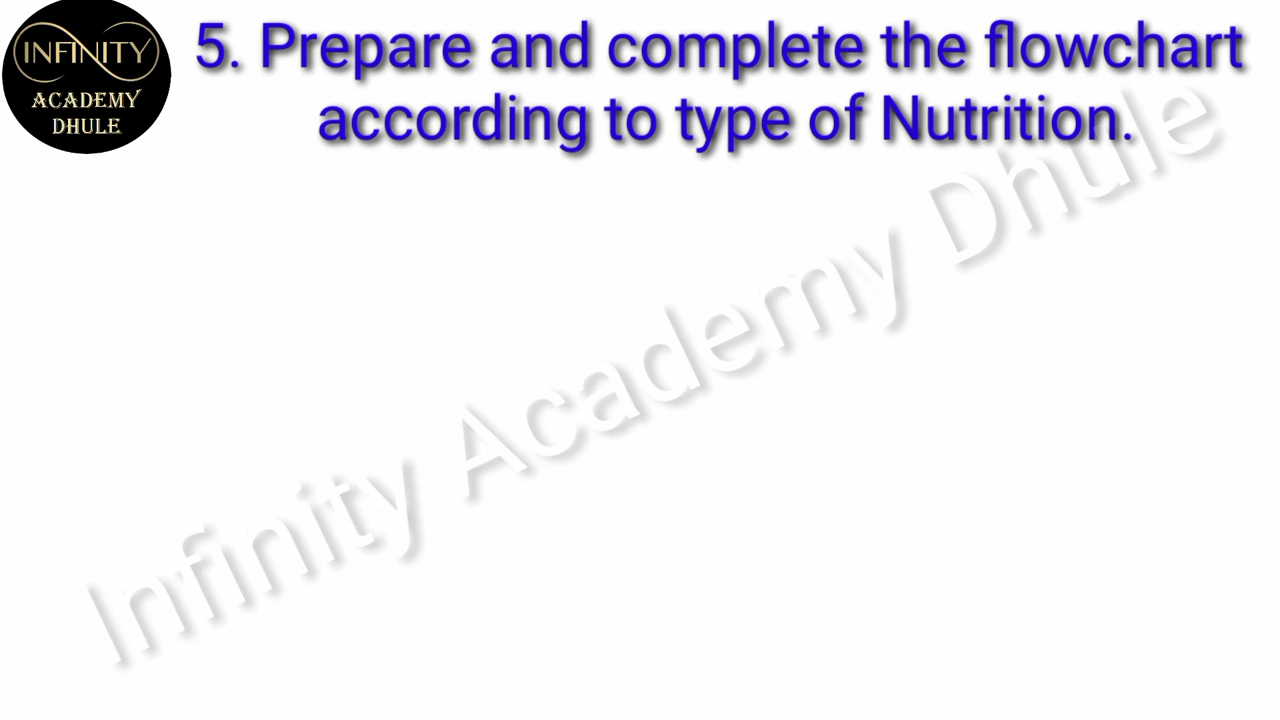 INFINITY
ACADEMY
DHULE
5. Prepare and complete the flowchart
according to type of Nutrition.
Infinity Academy Dhule